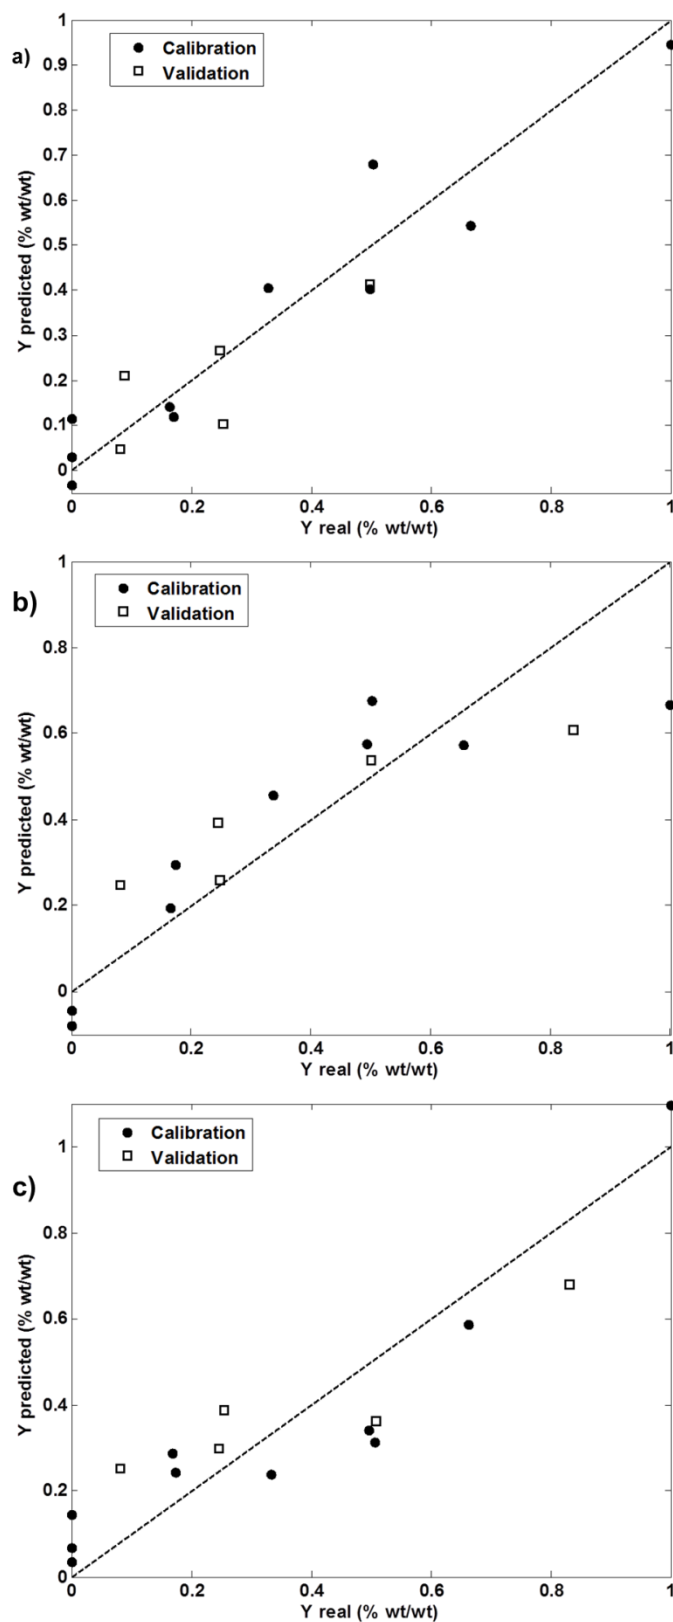 a)
Calibration
Validation
1
0.9
0.8
0.7
0.6
0.5
0.4
0.3
0.2
0.1
0
Y predicted (% wt/wt)
0 0.2 0.4 0.6 0.8 1
Y real (% wt/wt)
b)
Calibration
Validation
1
0.8
0.6
0.4
0.2
0
Y predicted (% wt/wt)
0 0.2 0.4 0.6 0.8 1
Y real (% wt/wt)
c)
Calibration
Validation
1
0.8
0.6
0.4
0.2
0
Y predicted (% wt/wt)
0 0.2 0.4 0.6 0.8 1
Y real (% wt/wt)